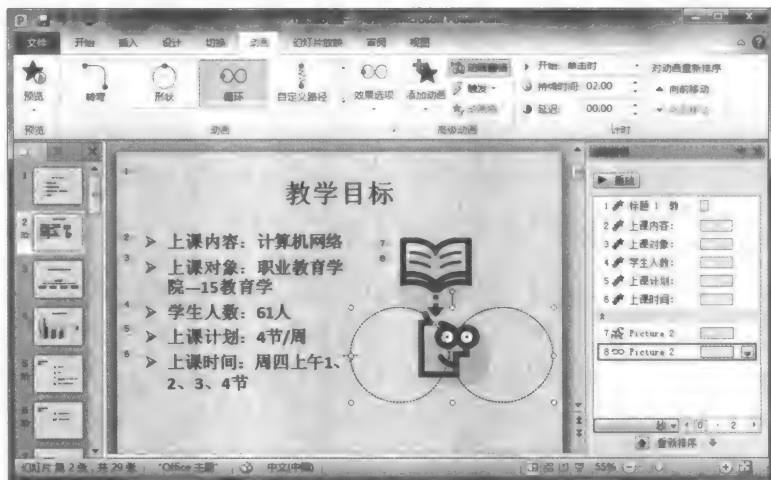 文件 开始 插入 设计 切换 动画 幻灯片放映 审阅 视图
预览 转弯 形状 循环 自定义路径 效果选项 添加动画 触发 开始: 单击时 对动画重新排序
持续时间: 02.00 向前移动
延迟: 00.00
预览 动画 高级动画 计时
教学目标
上课内容：计算机网络
上课对象：职业教育学
院—15教育学
学生人数：61人
上课计划：4节/周
上课时间：周四上午1、
2、3、4节
播放
1 标题 1: 教
2 上课内容:
3 上课对象:
4 学生人数:
5 上课计划:
6 上课时间:
7 Picture 2
8 Picture 2
秒 0 2
重新排序
幻灯片 第 2 张，共 29 张 "Office 主题" 中文(中国) 55%